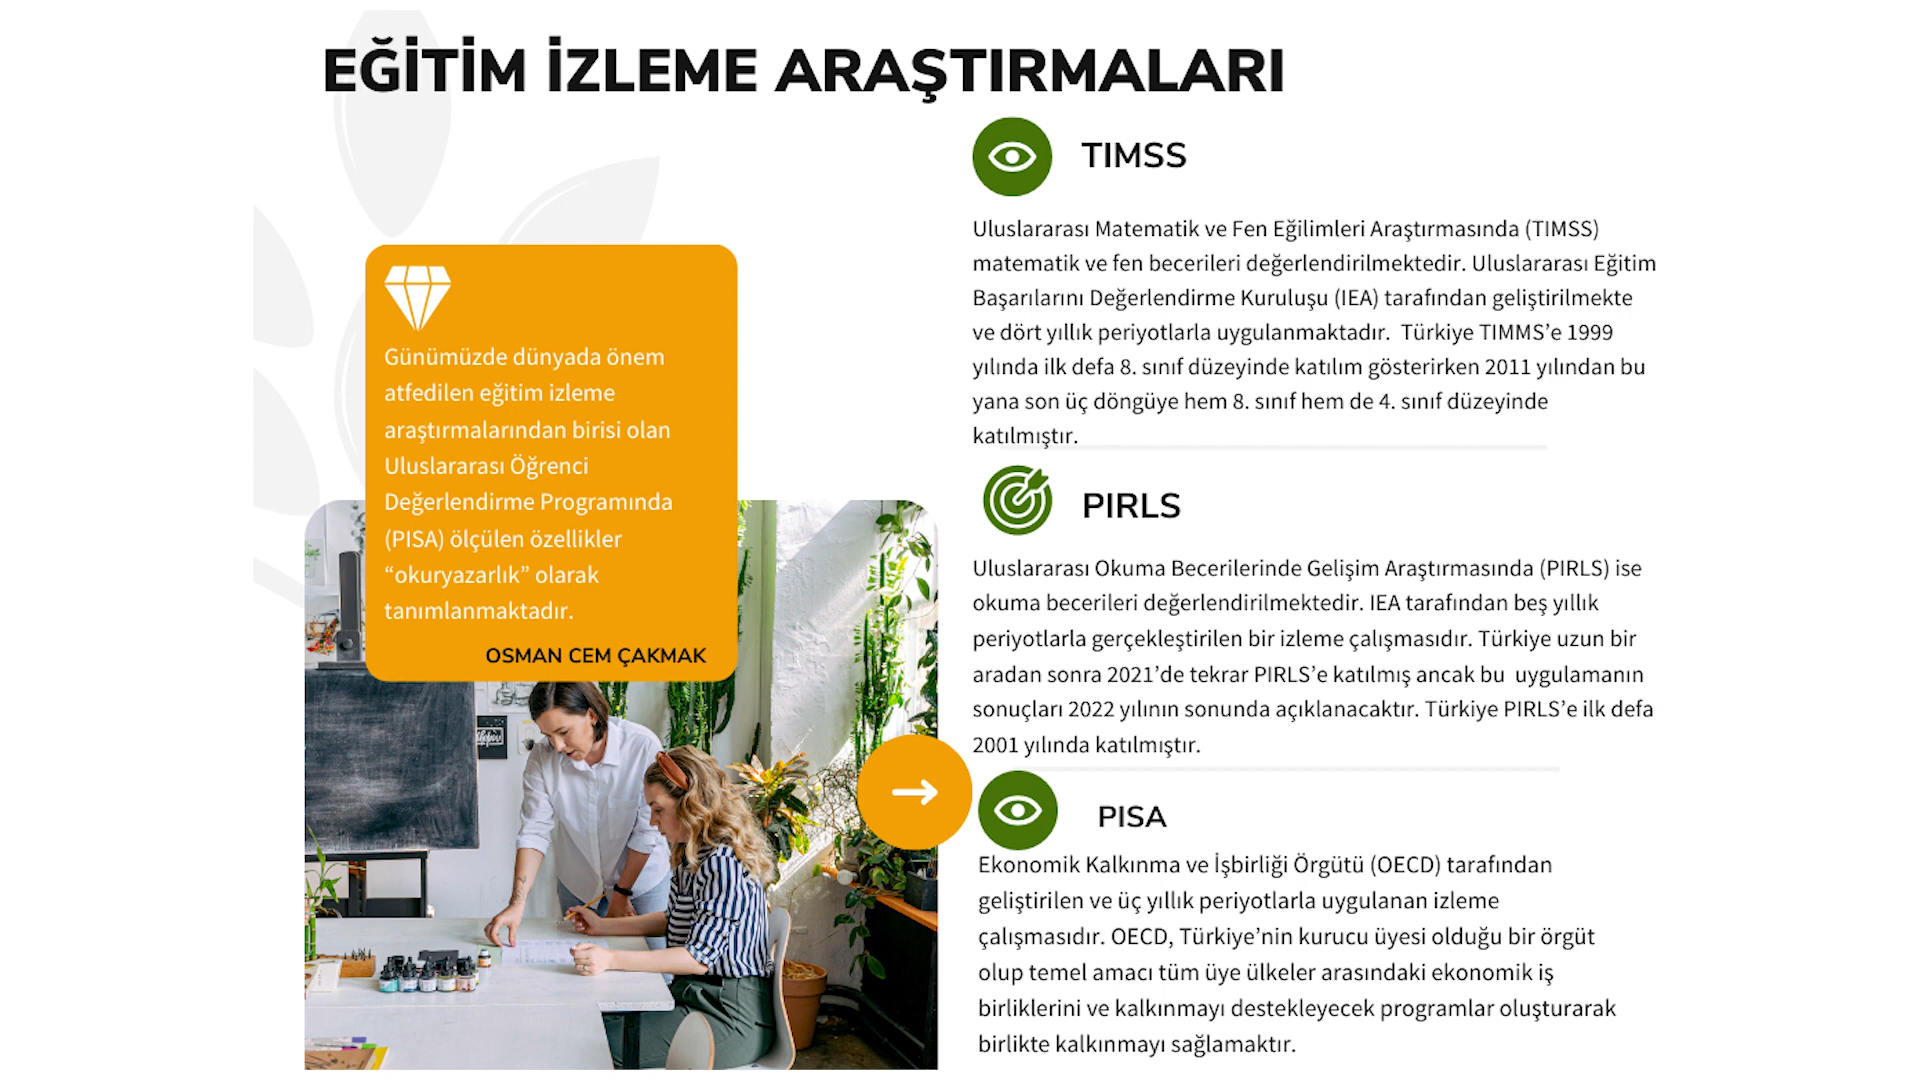 EĞİTİM İZLEME ARAŞTIRMALARI
Günümüzde dünyada önem
atfedilen eğitim izleme
araştırmalarından birisi olan
Uluslararası Öğrenci
Değerlendirme Programında
(PISA) ölçülen özellikler
“okuryazarlık” olarak
tanımlanmaktadır.
OSMAN CEM ÇAKMAK
TIMSS
Uluslararası Matematik ve Fen Eğilimleri Araştırmasında (TIMSS)
matematik ve fen becerileri değerlendirilmektedir. Uluslararası Eğitim
Başarılarını Değerlendirme Kuruluşu (IEA) tarafından geliştirilmekte
ve dört yıllık periyotlarla uygulanmaktadır. Türkiye TIMMS’e 1999
yılında ilk defa 8. sınıf düzeyinde katılım gösterirken 2011 yılından bu
yana son üç döngüye hem 8. sınıf hem de 4. sınıf düzeyinde
katılmıştır.
PIRLS
Uluslararası Okuma Becerilerinde Gelişim Araştırmasında (PIRLS) ise
okuma becerileri değerlendirilmektedir. IEA tarafından beş yıllık
periyotlarla gerçekleştirilen bir izleme çalışmasıdır. Türkiye uzun bir
aradan sonra 2021’de tekrar PIRLS’e katılmış ancak bu uygulamanın
sonuçları 2022 yılının sonunda açıklanacaktır. Türkiye PIRLS’e ilk defa
2001 yılında katılmıştır.
PISA
Ekonomik Kalkınma ve İşbirliği Örgütü (OECD) tarafından
geliştirilen ve üç yıllık periyotlarla uygulanan izleme
çalışmasıdır. OECD, Türkiye’nin kurucu üyesi olduğu bir örgüt
olup temel amacı tüm üye ülkeler arasındaki ekonomik iş
birliklerini ve kalkınmayı destekleyecek programlar oluşturarak
birlikte kalkınmayı sağlamaktır.